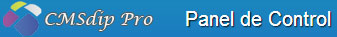 CMSdip Pro Panel de Control